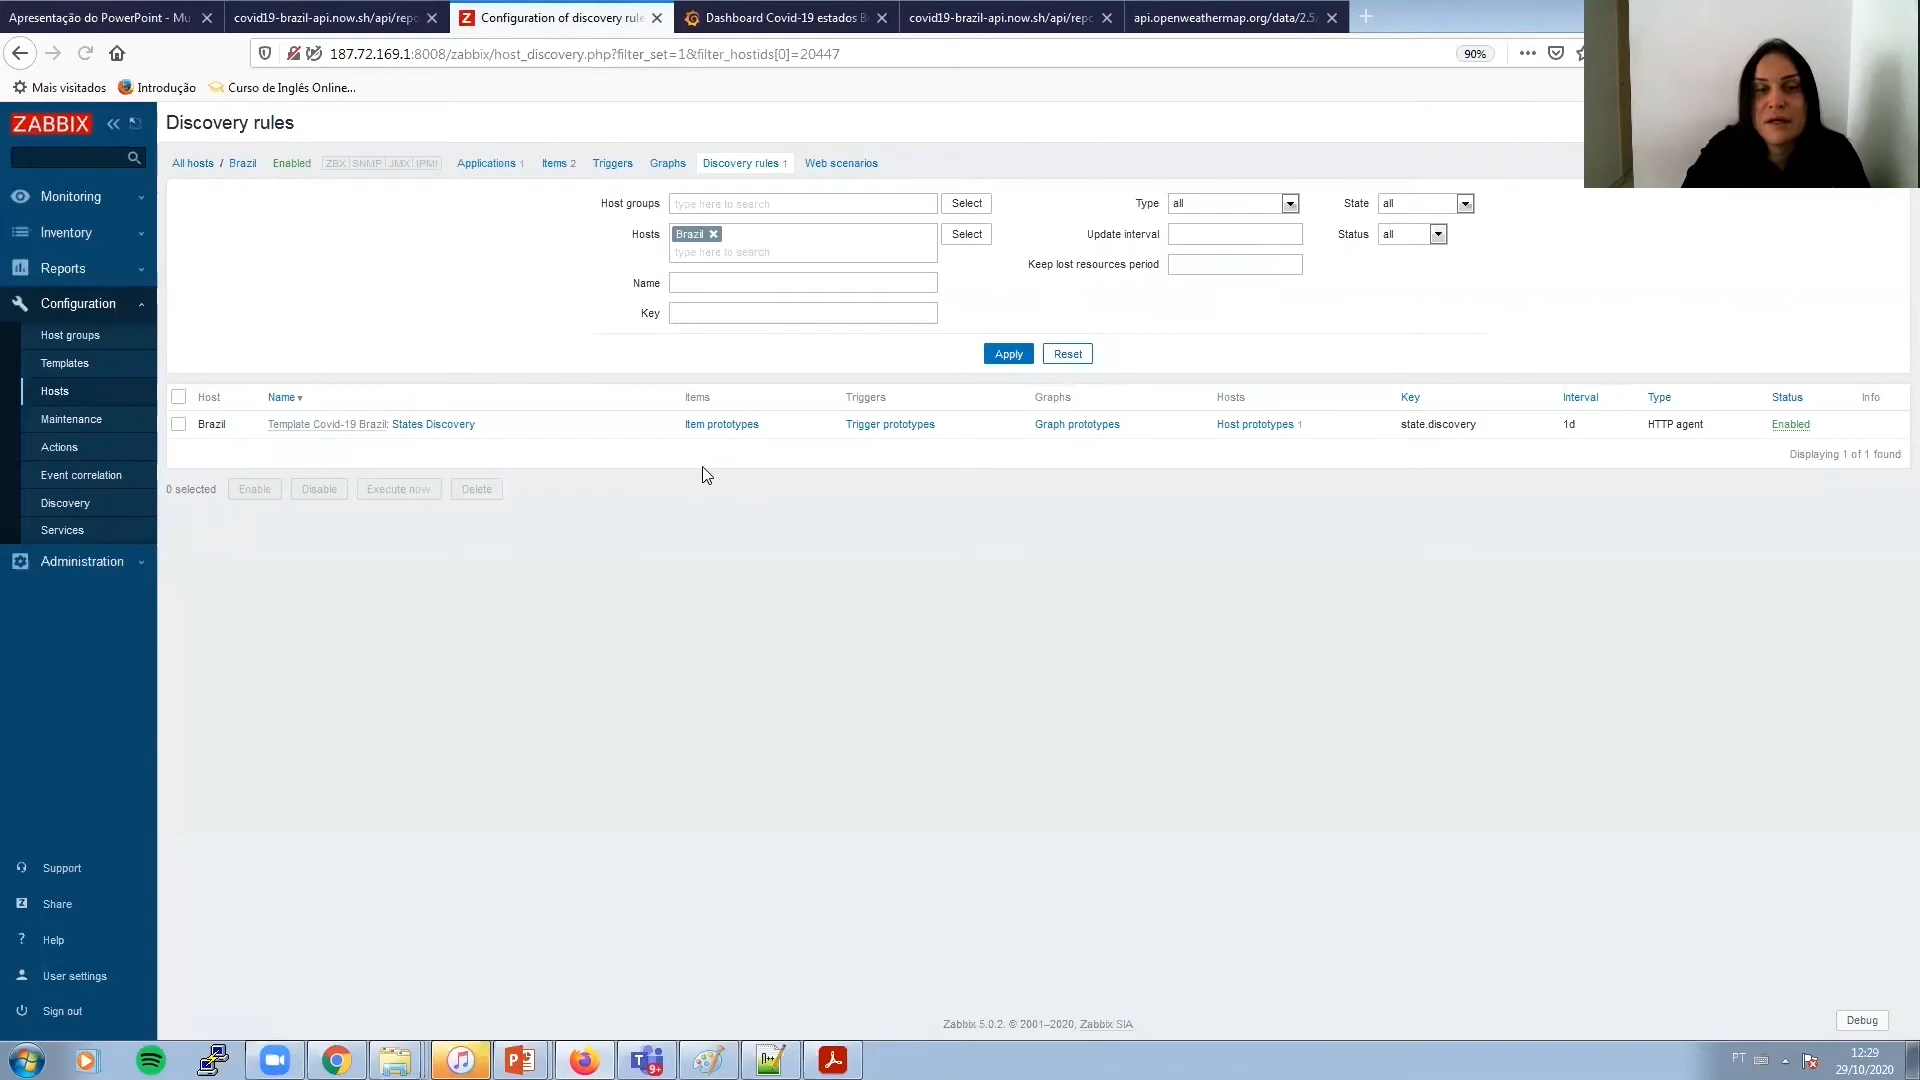 Apresentação do PowerPoint - Mu
covid19-brazil-api.now.sh/api/repo
Configuration of discovery rule
Dashboard Covid-19 estados B
covid19-brazil-api.now.sh/api/repo
api.openweathermap.org/data/2.5
187.72.169.1:8008/zabbix/host_discovery.php?filter_set=1&filter_hostids[0]=20447
90%
Mais visitados
Introdução
Curso de Inglês Online...
ZABBIX
Discovery rules
All hosts / Brazil Enabled ZBX SNMP JMX IPMI Applications 1 Items 2 Triggers Graphs Discovery rules 1 Web scenarios
Monitoring
Inventory
Reports
Configuration
Host groups
Templates
Hosts
Maintenance
Actions
Event correlation
Discovery
Services
Administration
Support
Share
Help
User settings
Sign out
Host groups type here to search Select
Hosts Brazil Select
type here to search
Name
Key
Type all
Update interval
Keep lost resources period
State all
Status all
Apply Reset
Host Name Items Triggers Graphs Hosts Key Interval Type Status Info
Brazil Template Covid-19 Brazil: States Discovery Item prototypes Trigger prototypes Graph prototypes Host prototypes 1 state.discovery 1d HTTP agent Enabled
Displaying 1 of 1 found
0 selected Enable Disable Execute now Delete
Zabbix 5.0.2. © 2001–2020, Zabbix SIA
Debug
9+
PT
12:29
29/10/2020